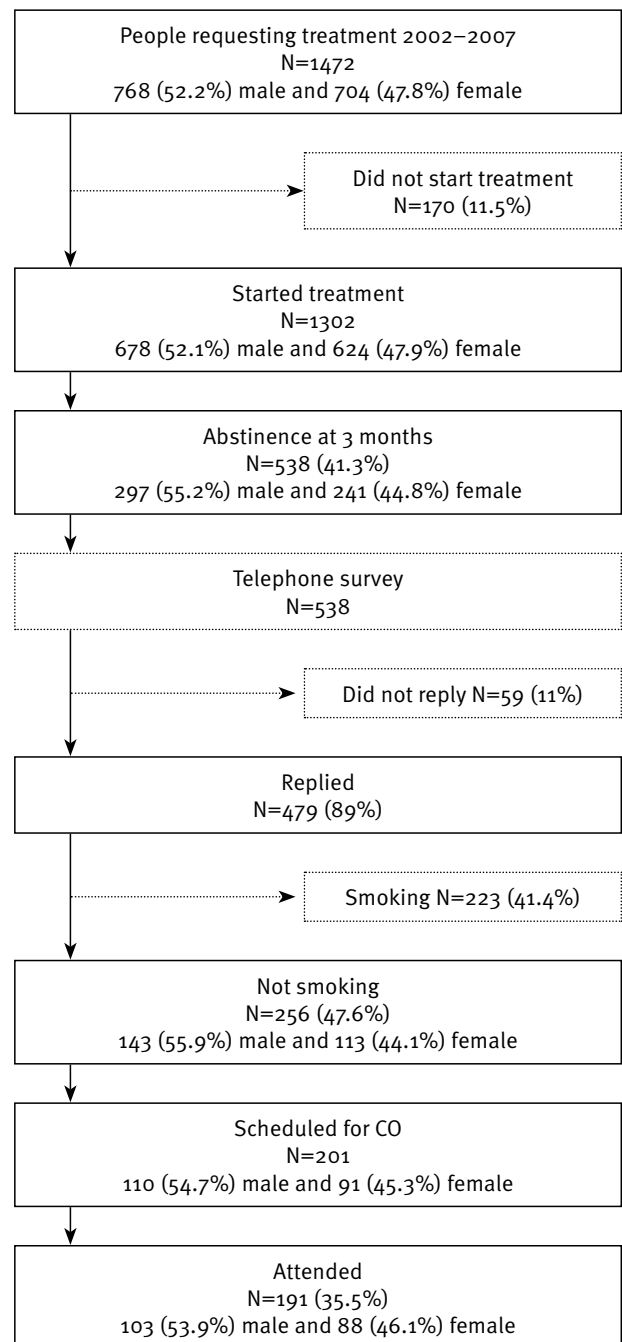 People requesting treatment 2002–2007
N=1472
768 (52.2%) male and 704 (47.8%) female
Did not start treatment
N=170 (11.5%)
Started treatment
N=1302
678 (52.1%) male and 624 (47.9%) female
Abstinence at 3 months
N=538 (41.3%)
297 (55.2%) male and 241 (44.8%) female
Telephone survey
N=538
Did not reply N=59 (11%)
Replied
N=479 (89%)
Smoking N=223 (41.4%)
Not smoking
N=256 (47.6%)
143 (55.9%) male and 113 (44.1%) female
Scheduled for CO
N=201
110 (54.7%) male and 91 (45.3%) female
Attended
N=191 (35.5%)
103 (53.9%) male and 88 (46.1%) female